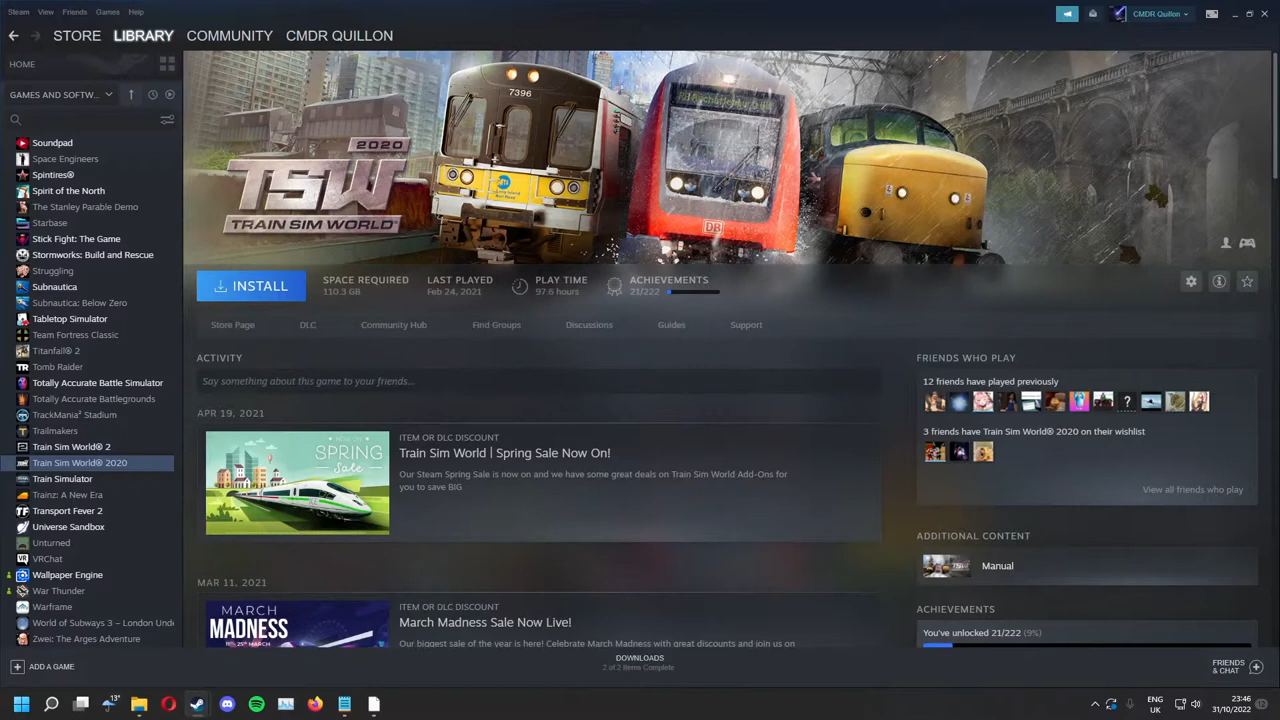 Steam View Friends Games Help
CMDR Quillon
STORE LIBRARY COMMUNITY CMDR QUILLON
HOME
GAMES AND SOFTW...
Soundpad
Space Engineers
Spintires®
Spirit of the North
The Stanley Parable Demo
Starbase
Stick Fight: The Game
Stormworks: Build and Rescue
Struggling
Subnautica
Subnautica: Below Zero
Tabletop Simulator
Team Fortress Classic
Titanfall® 2
Tomb Raider
Totally Accurate Battle Simulator
Totally Accurate Battlegrounds
TrackMania² Stadium
Trailmakers
Train Sim World® 2
Train Sim World® 2020
Train Simulator
Trainz: A New Era
Transport Fever 2
Universe Sandbox
Unturned
VRChat
Wallpaper Engine
War Thunder
Warframe
World of Subways 3 – London Unde
Zwei: The Arges Adventure
ADD A GAME
2020
TSW
TRAIN SIM WORLD
7396
DB
INSTALL
SPACE REQUIRED
110.3 GB
LAST PLAYED
Feb 24, 2021
PLAY TIME
97.6 hours
ACHIEVEMENTS
21/222
Store Page DLC Community Hub Find Groups Discussions Guides Support
ACTIVITY
Say something about this game to your friends...
APR 19, 2021
NOW ON
SPRING
Sale
ITEM OR DLC DISCOUNT
Train Sim World | Spring Sale Now On!
Our Steam Spring Sale is now on and we have some great deals on Train Sim World Add-Ons for
you to save BIG
MAR 11, 2021
MARCH
MADNESS
ITEM OR DLC DISCOUNT
March Madness Sale Now Live!
Our biggest sale of the year is here! Celebrate March Madness with great discounts and join us on
FRIENDS WHO PLAY
12 friends have played previously
?
3 friends have Train Sim World® 2020 on their wishlist
View all friends who play
ADDITIONAL CONTENT
TSW
Manual
ACHIEVEMENTS
You've unlocked 21/222 (9%)
DOWNLOADS
2 of 2 Items Complete
FRIENDS
& CHAT
13°
ENG
UK
23:46
31/10/2022